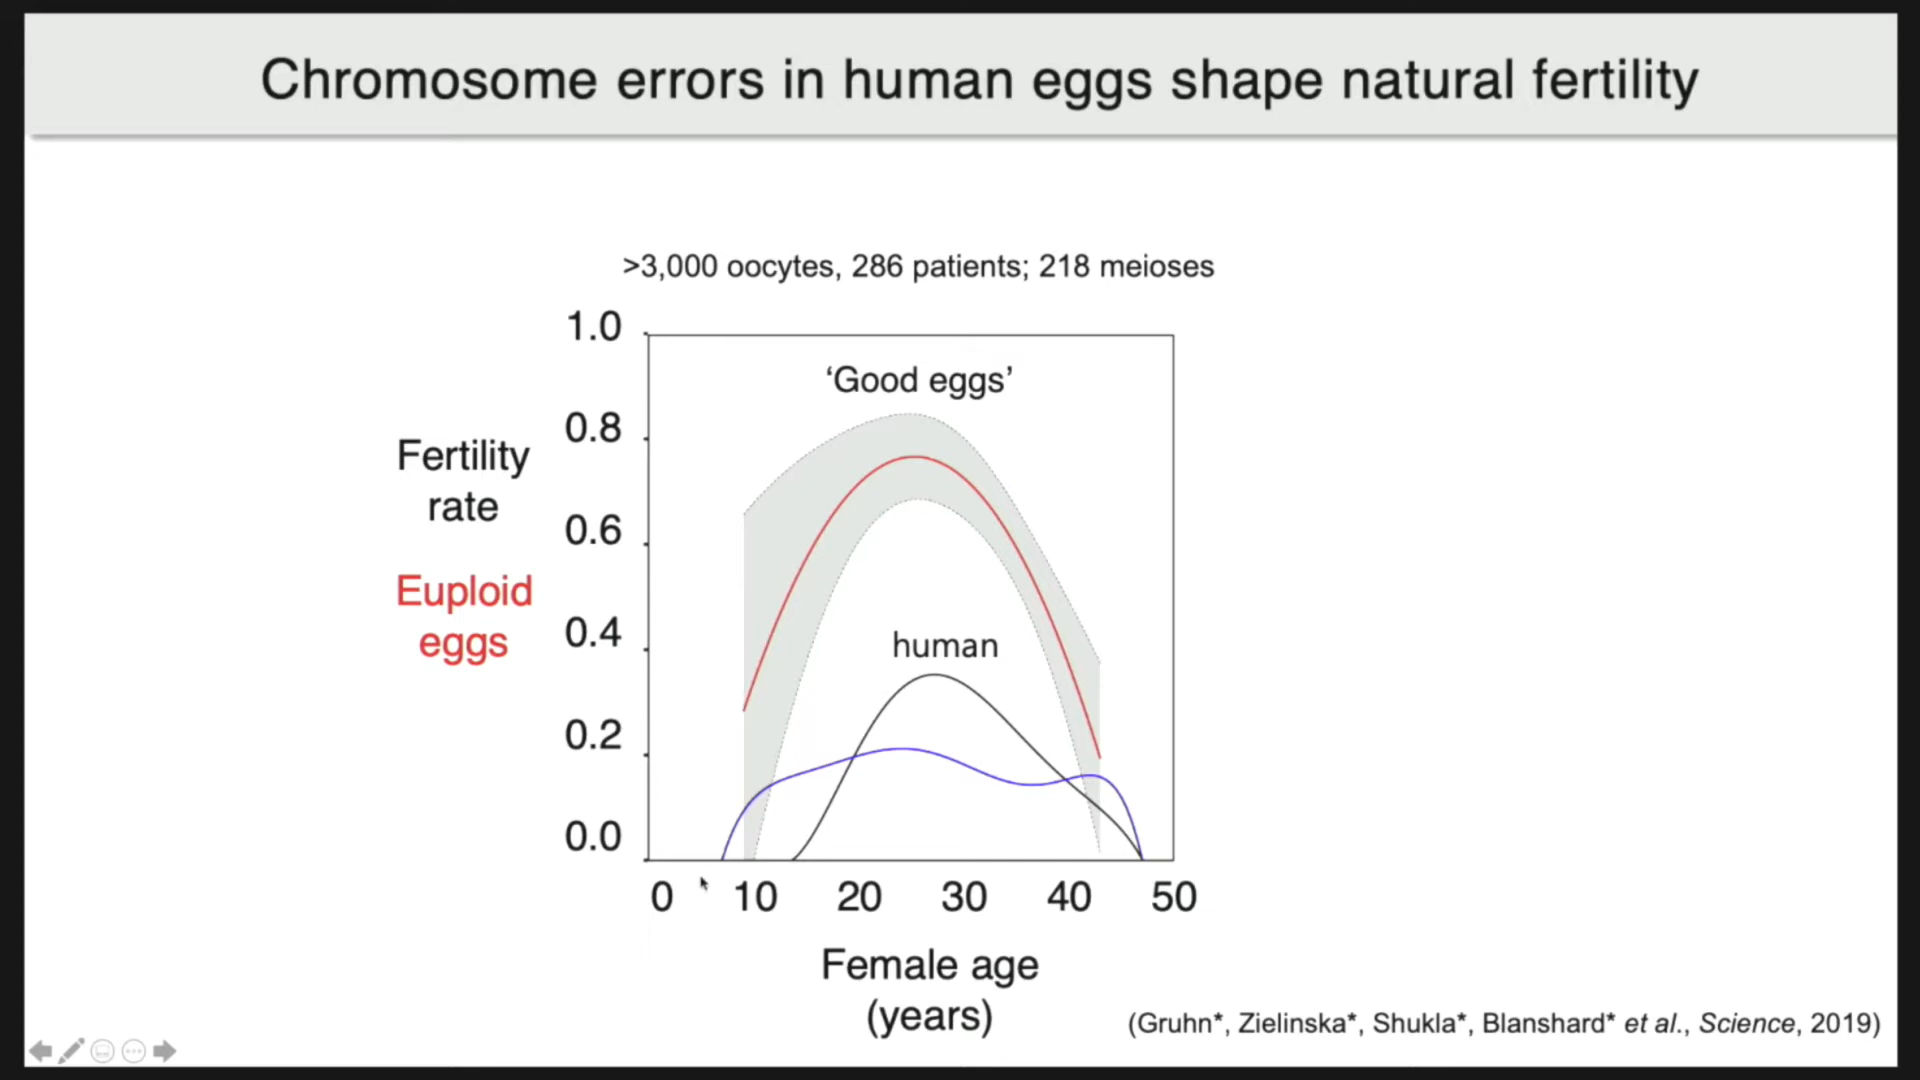 Chromosome errors in human eggs shape natural fertility
>3,000 oocytes, 286 patients; 218 meioses
1.0
0.8
0.6
0.4
0.2
0.0
Fertility
rate
Euploid
eggs
‘Good eggs’
human
0 10 20 30 40 50
Female age
(years)
(Gruhn*, Zielinska*, Shukla*, Blanshard* et al., Science, 2019)